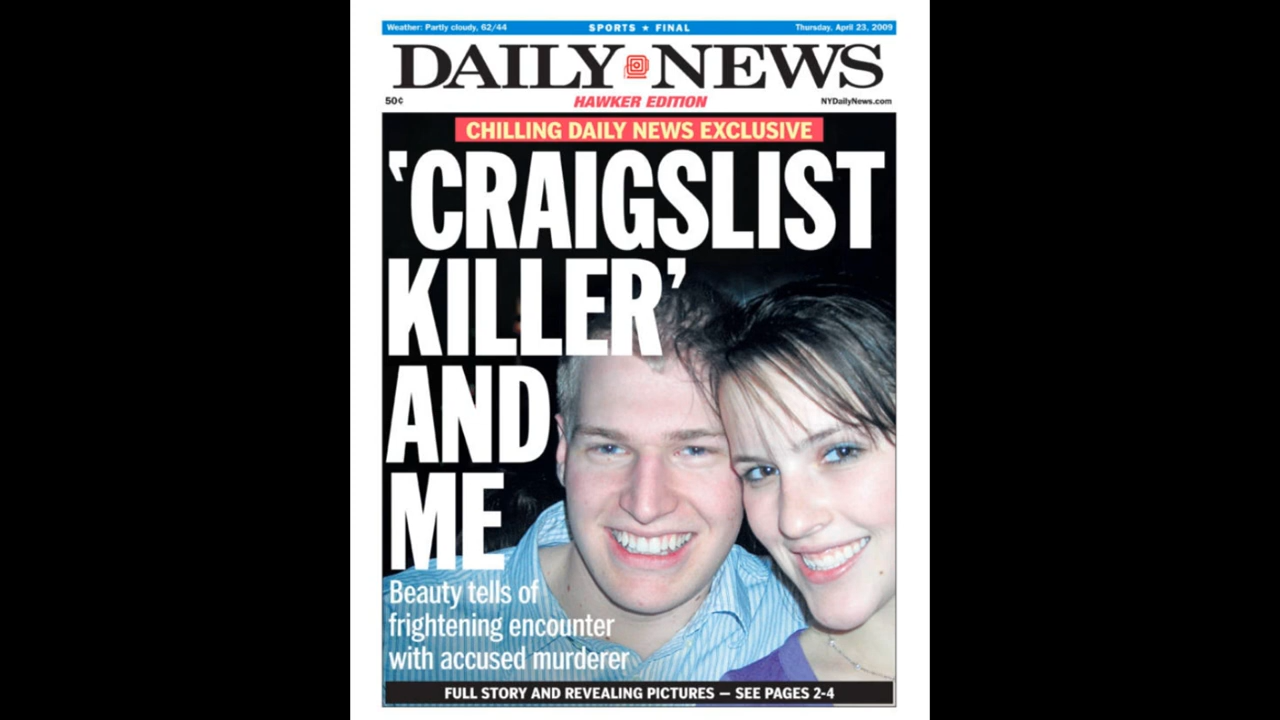 Weather: Partly cloudy, 62/44 SPORTS ★ FINAL Thursday, April 23, 2009
DAILY NEWS
50¢ HAWKER EDITION NYDailyNews.com
CHILLING DAILY NEWS EXCLUSIVE
‛CRAIGSLIST
KILLER’
AND
ME
Beauty tells of
frightening encounter
with accused murderer
FULL STORY AND REVEALING PICTURES — SEE PAGES 2-4